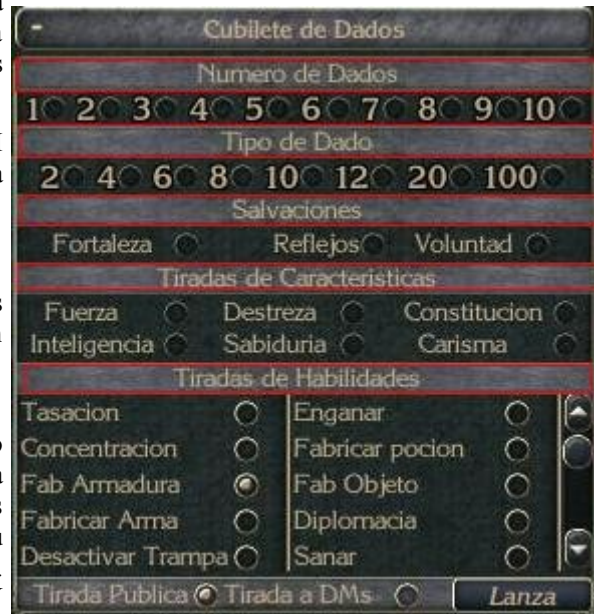 - Cubilete de Dados
Numero de Dados
1 2 3 4 5 6 7 8 9 10
Tipo de Dado
2 4 6 8 10 12 20 100
Salvaciones
Fortaleza Reflejos Voluntad
Tiradas de Caracteristicas
Fuerza Destreza Constitucion
Inteligencia Sabiduria Carisma
Tiradas de Habilidades
Tasacion Enganar
Concentracion Fabricar pocion
Fab Armadura Fab Objeto
Fabricar Arma Diplomacia
Desactivar Trampa Sanar
Tirada Publica Tirada a DMs Lanza